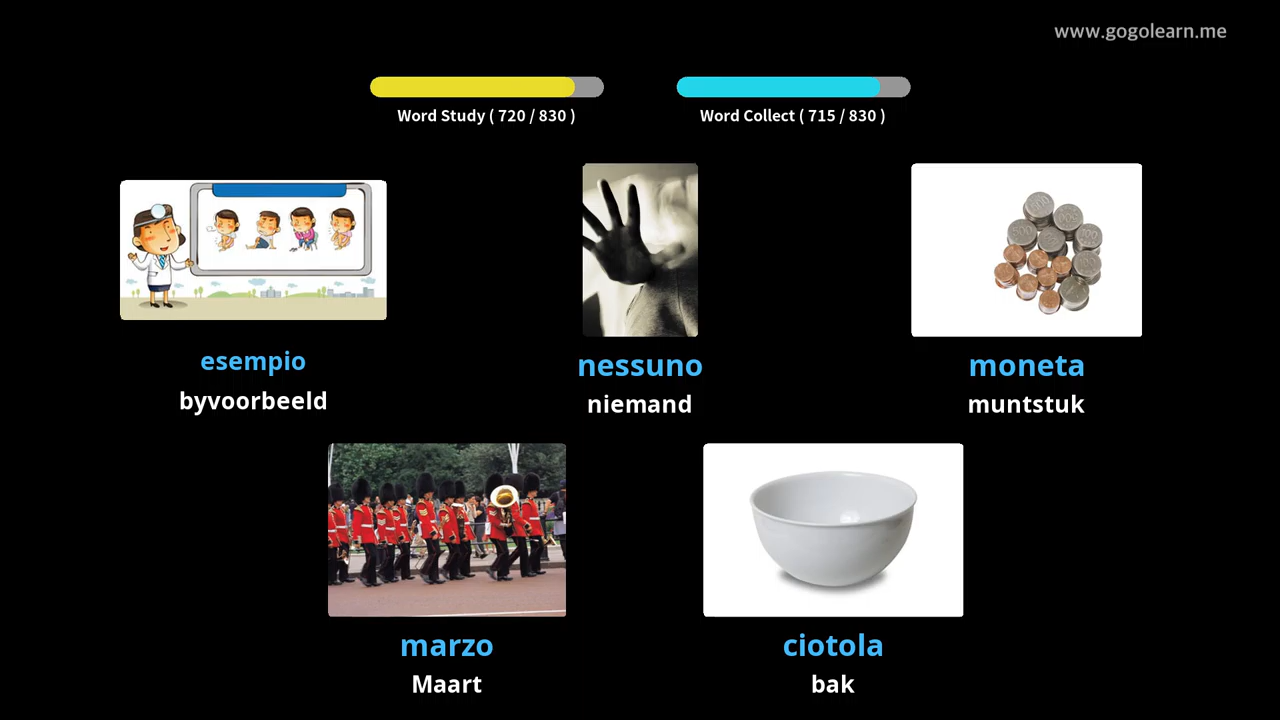 www.gogolearn.me
Word Study ( 720 / 830 )
Word Collect ( 715 / 830 )
esempio
byvoorbeeld
nessuno
niemand
moneta
muntstuk
marzo
Maart
ciotola
bak